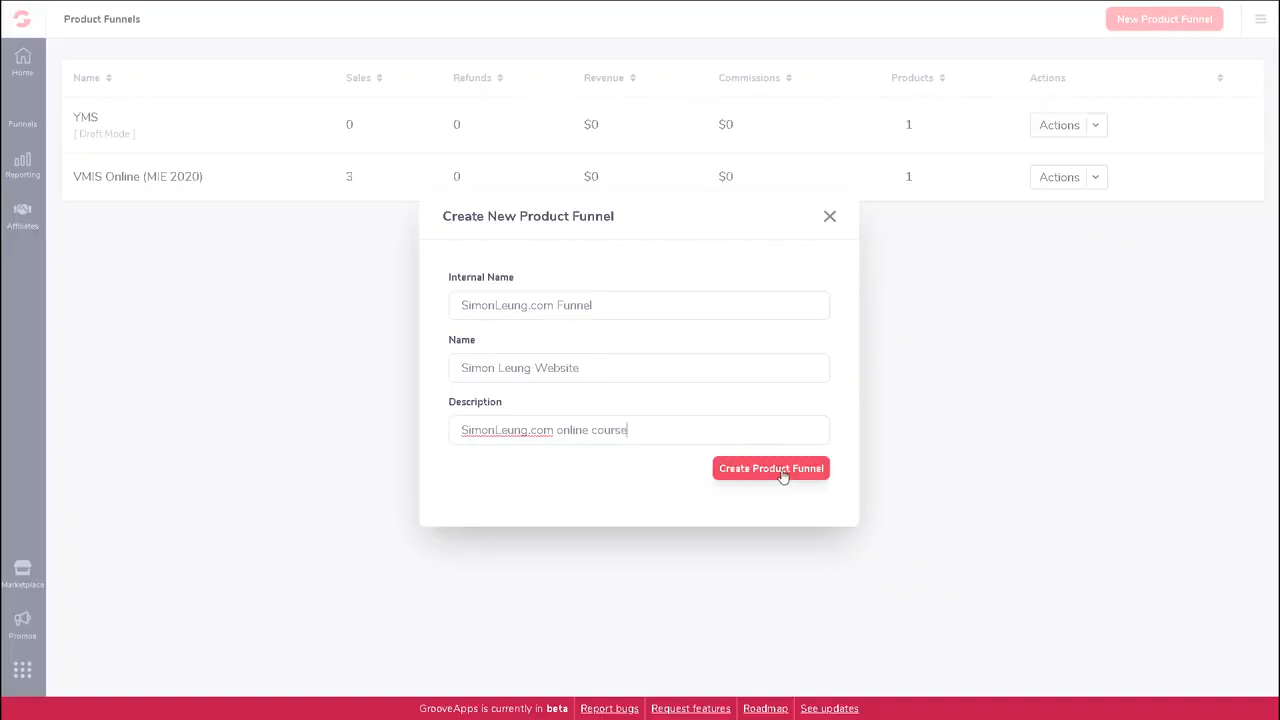 Product Funnels
New Product Funnel
Home
Funnels
Reporting
Affiliates
Marketplace
Promos
Name Sales Refunds Revenue Commissions Products Actions
YMS 0 0 $0 $0 1 Actions
[ Draft Mode ]
VMIS Online (MIE 2020) 3 0 $0 $0 1 Actions
Create New Product Funnel
Internal Name
SimonLeung.com Funnel
Name
Simon Leung Website
Description
SimonLeung.com online course
Create Product Funnel
GrooveApps is currently in beta Report bugs Request features Roadmap See updates